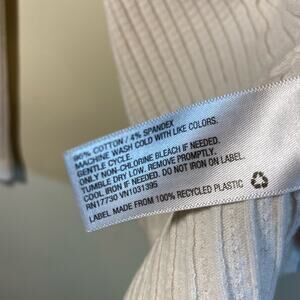 96% COTTON / 4% SPANDEX
MACHINE WASH COLD WITH LIKE COLORS.
GENTLE CYCLE.
ONLY NON-CHLORINE BLEACH IF NEEDED.
TUMBLE DRY LOW. REMOVE PROMPTLY.
COOL IRON IF NEEDED. DO NOT IRON ON LABEL.
RN17730 VN1031395
LABEL MADE FROM 100% RECYCLED PLASTIC